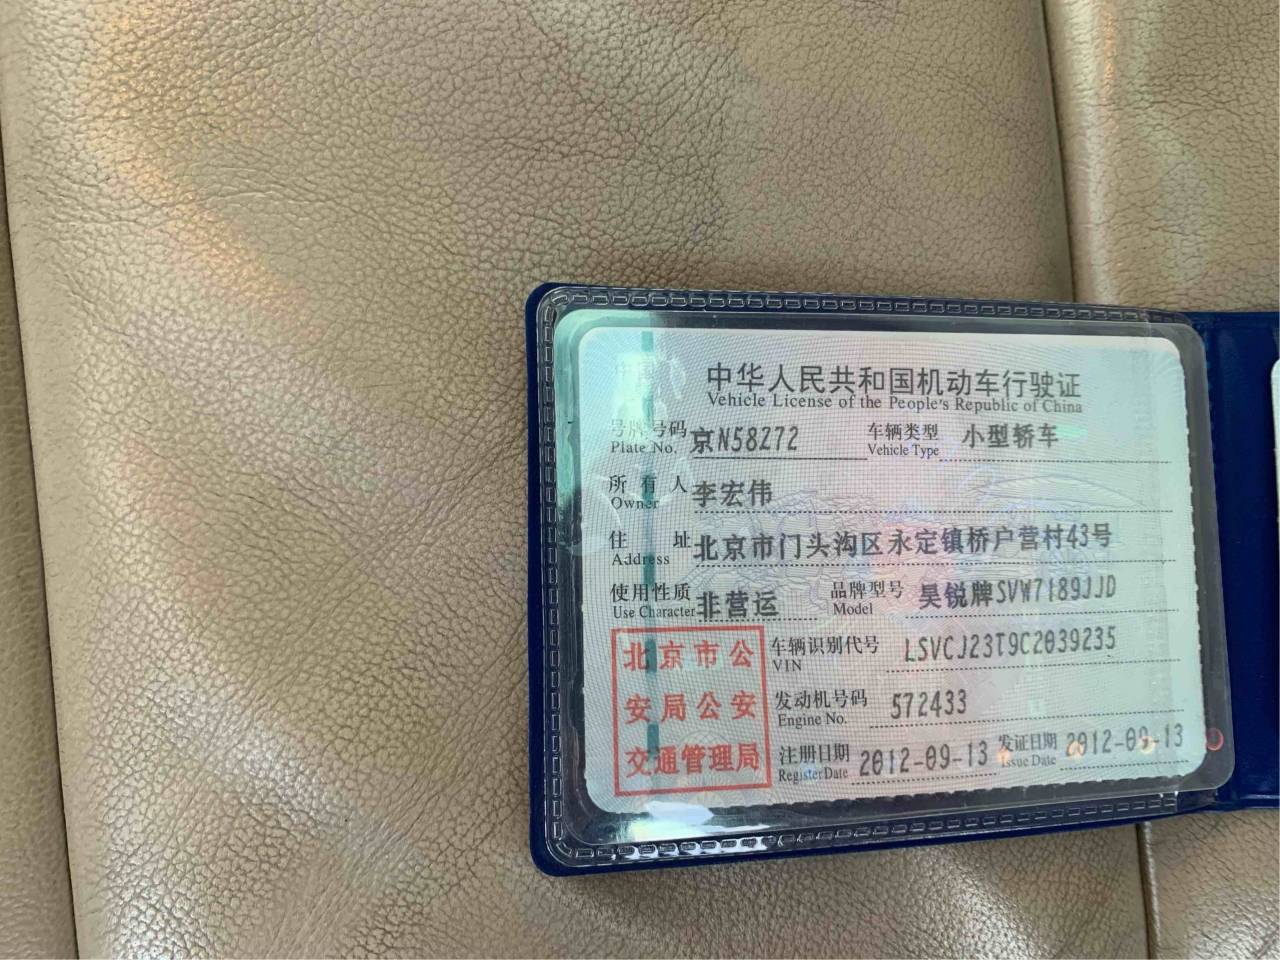 中华人民共和国机动车行驶证
Vehicle License of the People's Republic of China
号牌号码 京N58Z72 车辆类型 小型轿车
Plate No. Vehicle Type
所有人 李宏伟
Owner
住址 北京市门头沟区永定镇桥户营村43号
Address
使用性质 非营运 品牌型号 昊锐牌SVW7189JJD
Use Character Model
北京市公
安局公安
交通管理局
车辆识别代号 LSVCJ23T9C2039235
VIN
发动机号码 572433
Engine No.
注册日期 2012-09-13 发证日期 2012-09-13
Register Date Issue Date